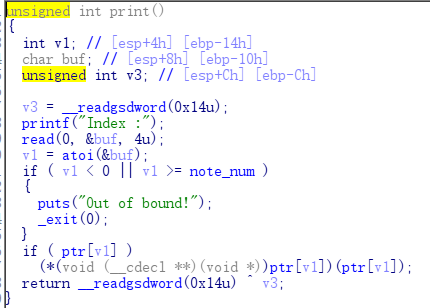 unsigned int print()
{
int v1; // [esp+4h] [ebp-14h]
char buf; // [esp+8h] [ebp-10h]
unsigned int v3; // [esp+Ch] [ebp-Ch]
v3 = __readgsdword(0x14u);
printf("Index :");
read(0, &buf, 4u);
v1 = atoi(&buf);
if ( v1 < 0 || v1 >= note_num )
{
puts("Out of bound!");
_exit(0);
}
if ( ptr[v1] )
(*(void (__cdecl **)(void *))ptr[v1])(ptr[v1]);
return __readgsdword(0x14u) ^ v3;
}